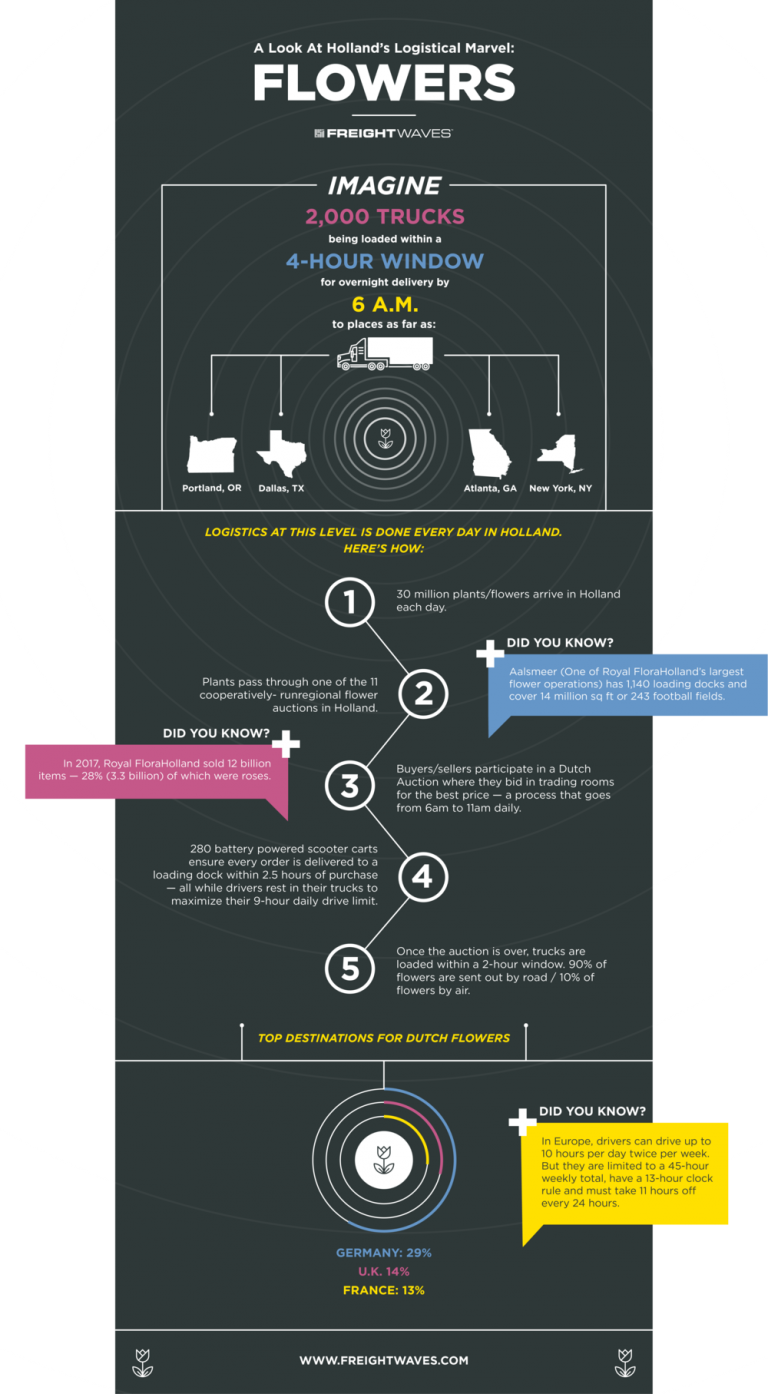 A Look At Holland's Logistical Marvel:
FLOWERS
FREIGHTWAVES
IMAGINE
2,000 TRUCKS
being loaded within a
4-HOUR WINDOW
for overnight delivery by
6 A.M.
to places as far as:
Portland, OR
Dallas, TX
Atlanta, GA
New York, NY
LOGISTICS AT THIS LEVEL IS DONE EVERY DAY IN HOLLAND.
HERE'S HOW:
1
30 million plants/flowers arrive in Holland
each day.
DID YOU KNOW?
Aalsmeer (One of Royal FloraHolland's largest
flower operations) has 1,140 loading docks and
cover 14 million sq ft or 243 football fields.
Plants pass through one of the 11
cooperatively- runregional flower
auctions in Holland.
2
DID YOU KNOW?
In 2017, Royal FloraHolland sold 12 billion
items — 28% (3.3 billion) of which were roses.
3
Buyers/sellers participate in a Dutch
Auction where they bid in trading rooms
for the best price — a process that goes
from 6am to 11am daily.
280 battery powered scooter carts
ensure every order is delivered to a
loading dock within 2.5 hours of purchase
— all while drivers rest in their trucks to
maximize their 9-hour daily drive limit.
4
5
Once the auction is over, trucks are
loaded within a 2-hour window. 90% of
flowers are sent out by road / 10% of
flowers by air.
TOP DESTINATIONS FOR DUTCH FLOWERS
DID YOU KNOW?
In Europe, drivers can drive up to
10 hours per day twice per week.
But they are limited to a 45-hour
weekly total, have a 13-hour clock
rule and must take 11 hours off
every 24 hours.
GERMANY: 29%
U.K. 14%
FRANCE: 13%
WWW.FREIGHTWAVES.COM